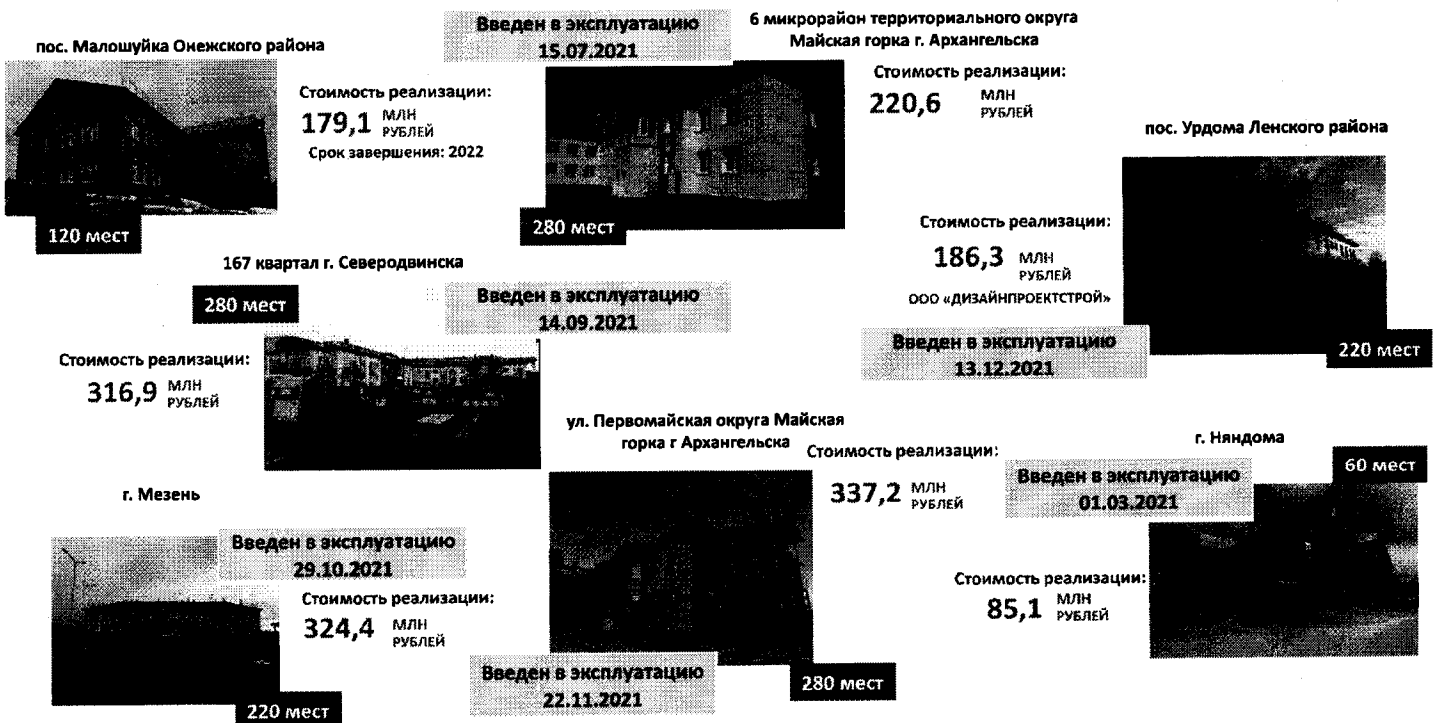 пос. Малошуйка Онежского района
Стоимость реализации:
179,1 МЛН
РУБЛЕЙ
Срок завершения: 2022
120 мест
Введен в эксплуатацию
15.07.2021
6 микрорайон территориального округа
Майская горка г. Архангельска
Стоимость реализации:
220,6 МЛН
РУБЛЕЙ
280 мест
пос. Урдома Ленского района
Стоимость реализации:
186,3 МЛН
РУБЛЕЙ
ООО «ДИЗАЙНПРОЕКТСТРОЙ»
Введен в эксплуатацию
13.12.2021
220 мест
167 квартал г. Северодвинска
280 мест
Введен в эксплуатацию
14.09.2021
Стоимость реализации:
316,9 МЛН
РУБЛЕЙ
ул. Первомайская округа Майская
горка г Архангельска
Стоимость реализации:
337,2 МЛН
РУБЛЕЙ
Введен в эксплуатацию
22.11.2021
280 мест
г. Няндома
60 мест
Введен в эксплуатацию
01.03.2021
Стоимость реализации:
85,1 МЛН
РУБЛЕЙ
г. Мезень
Введен в эксплуатацию
29.10.2021
Стоимость реализации:
324,4 МЛН
РУБЛЕЙ
220 мест